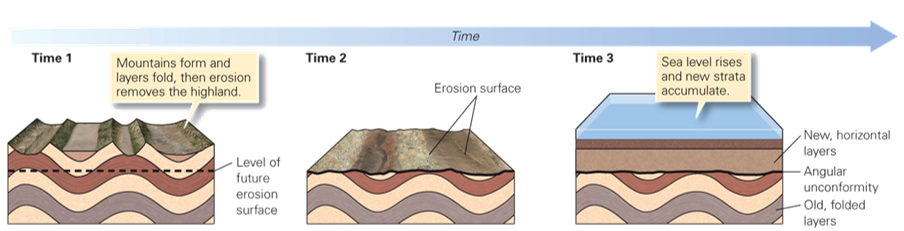 Time
Time 1
Mountains form and
layers fold, then erosion
removes the highland.
Level of
future
erosion
surface
Time 2
Erosion surface
Time 3
Sea level rises
and new strata
accumulate.
New, horizontal
layers
Angular
unconformity
Old, folded
layers